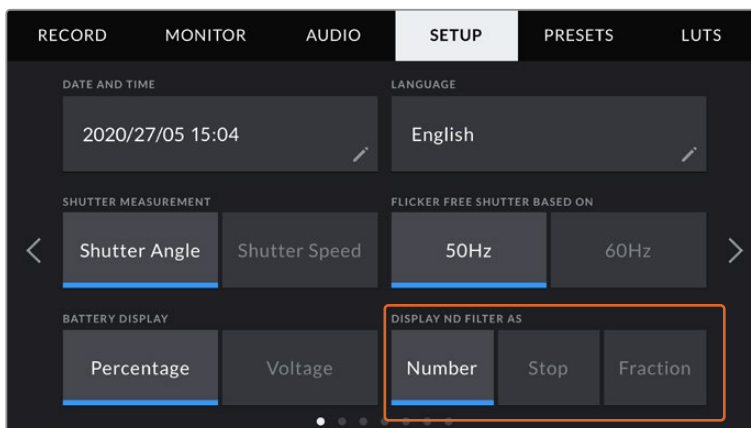 RECORD MONITOR AUDIO SETUP PRESETS LUTS
DATE AND TIME LANGUAGE
2020/27/05 15:04 English
SHUTTER MEASUREMENT FLICKER FREE SHUTTER BASED ON
Shutter Angle Shutter Speed 50Hz 60Hz
BATTERY DISPLAY DISPLAY ND FILTER AS
Percentage Voltage Number Stop Fraction